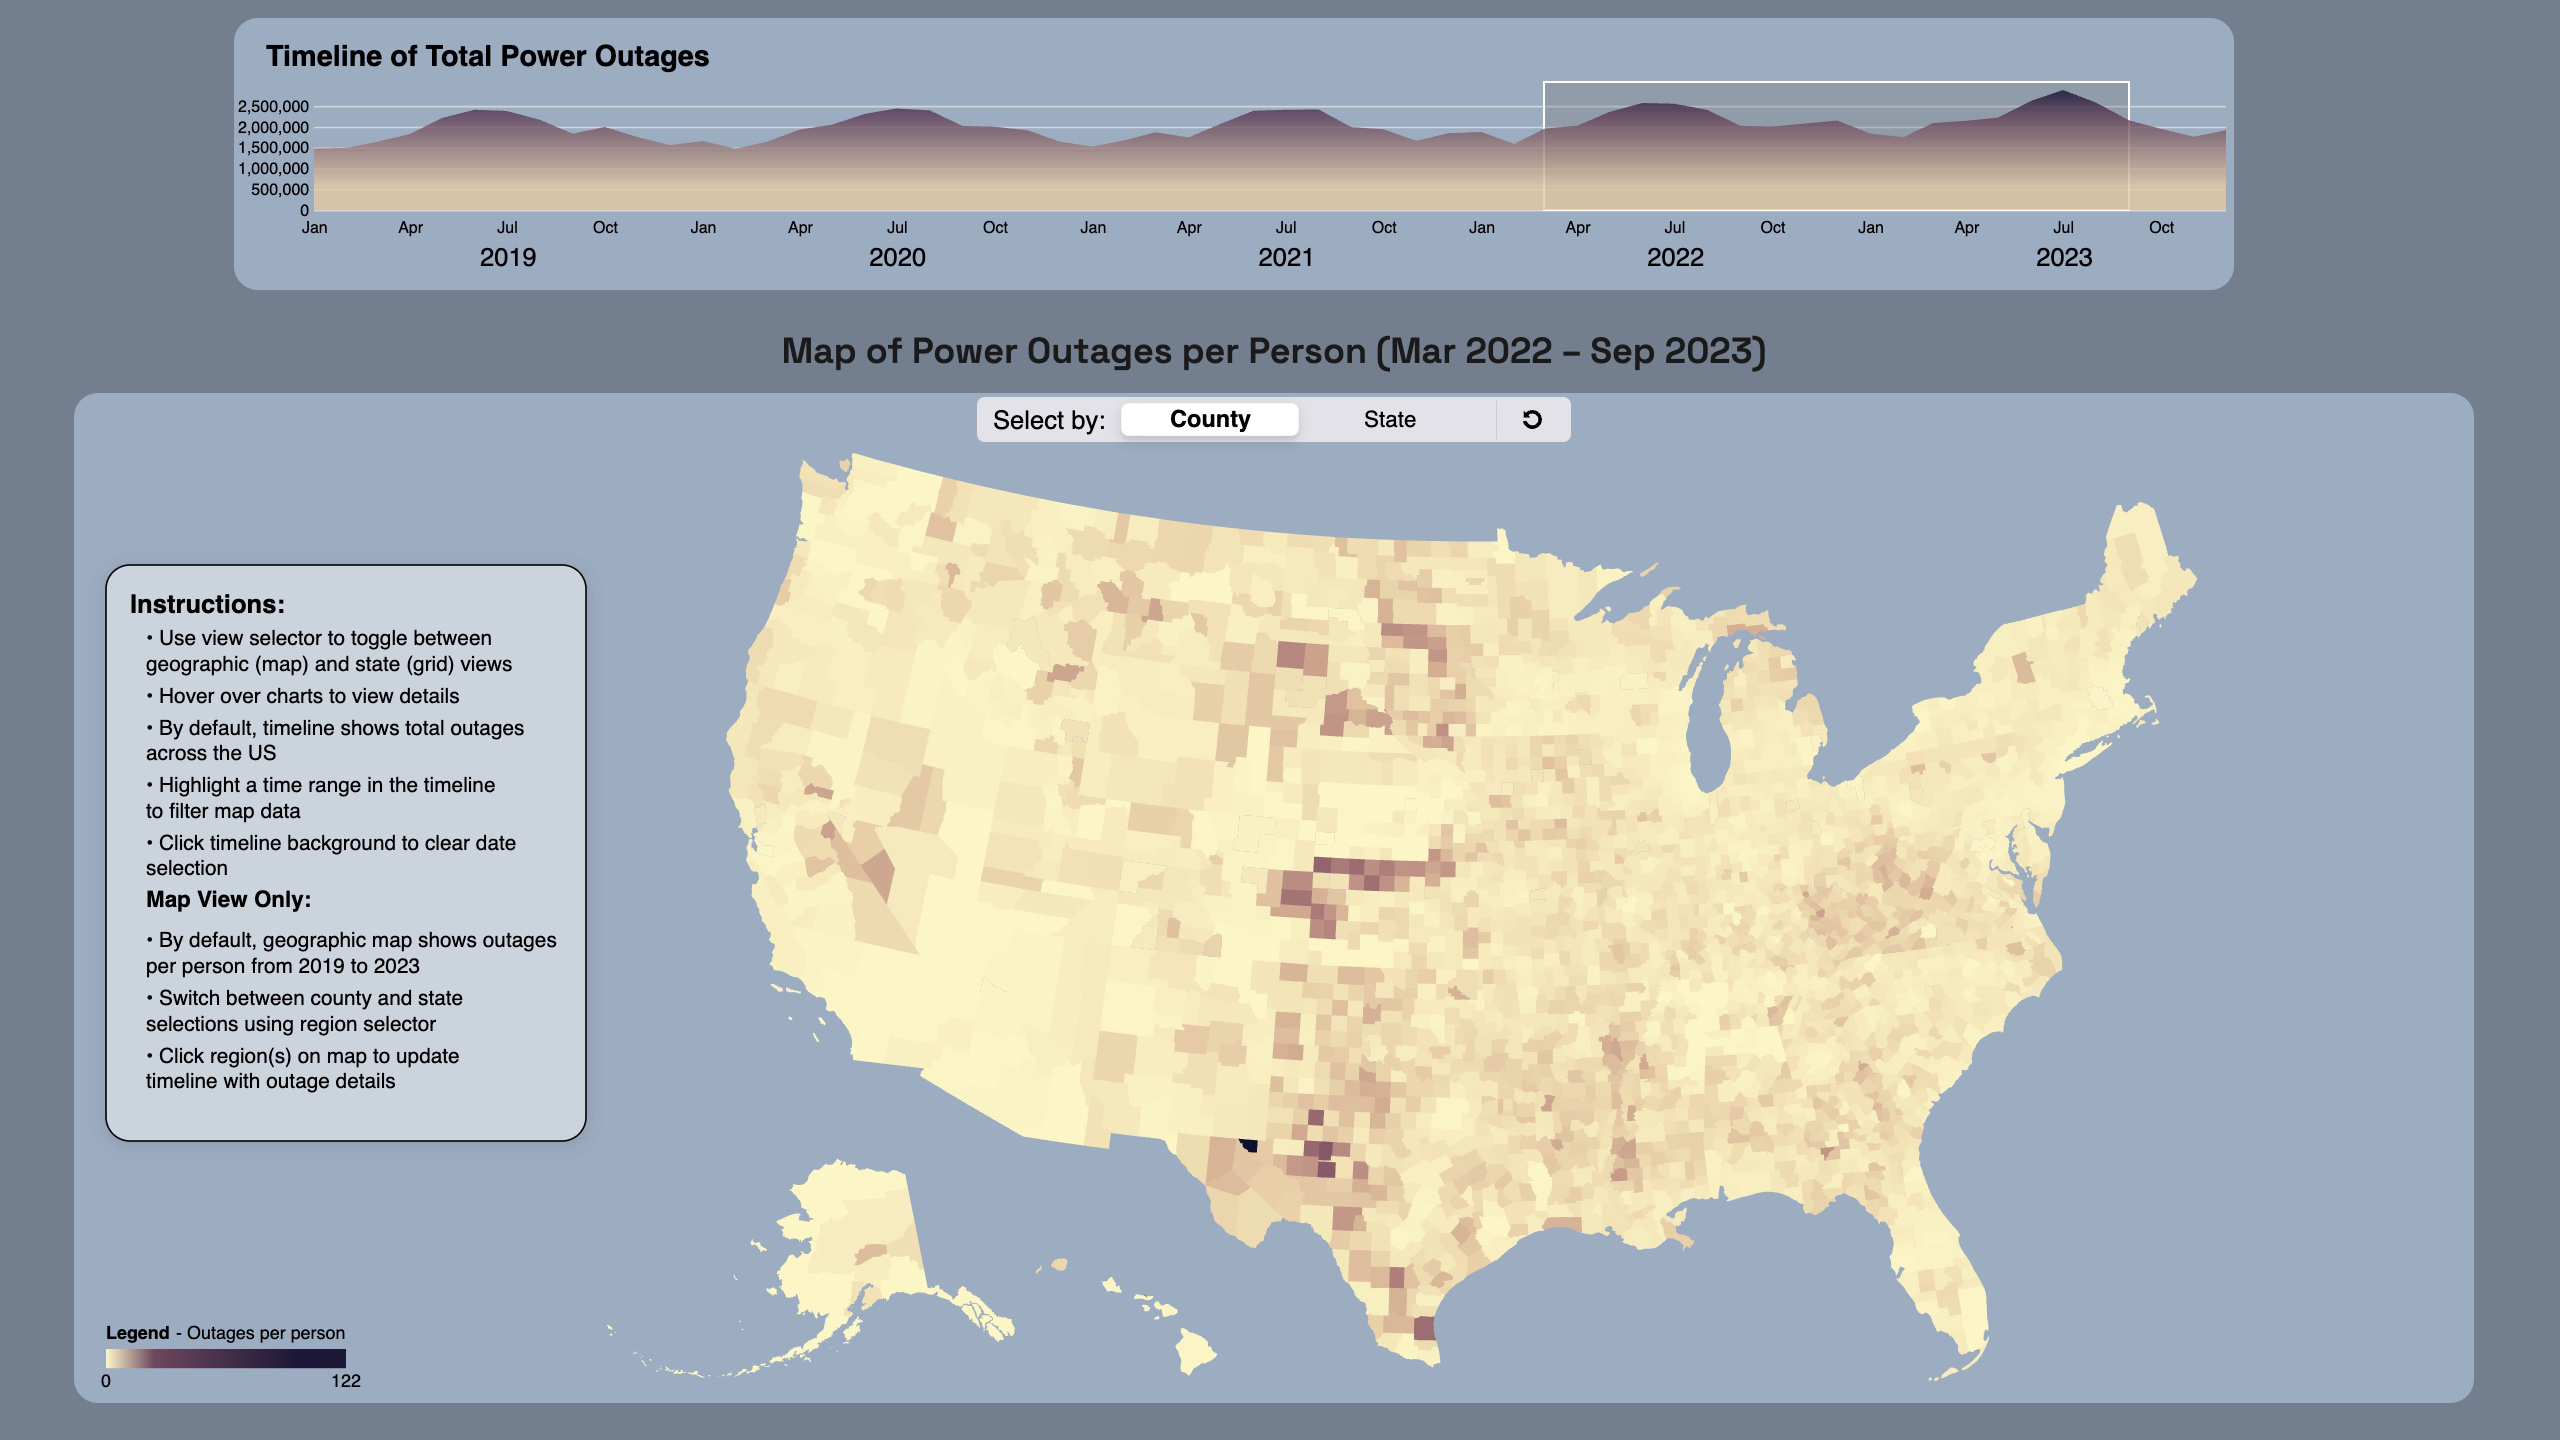 Timeline of Total Power Outages
2,500,000
2,000,000
1,500,000
1,000,000
500,000
0
Jan Apr Jul Oct Jan Apr Jul Oct Jan Apr Jul Oct Jan Apr Jul Oct Jan Apr Jul Oct
2019 2020 2021 2022 2023
Map of Power Outages per Person (Mar 2022 – Sep 2023)
Select by: County State
Instructions:
• Use view selector to toggle between
geographic (map) and state (grid) views
• Hover over charts to view details
• By default, timeline shows total outages
across the US
• Highlight a time range in the timeline
to filter map data
• Click timeline background to clear date
selection
Map View Only:
• By default, geographic map shows outages
per person from 2019 to 2023
• Switch between county and state
selections using region selector
• Click region(s) on map to update
timeline with outage details
Legend - Outages per person
0 122